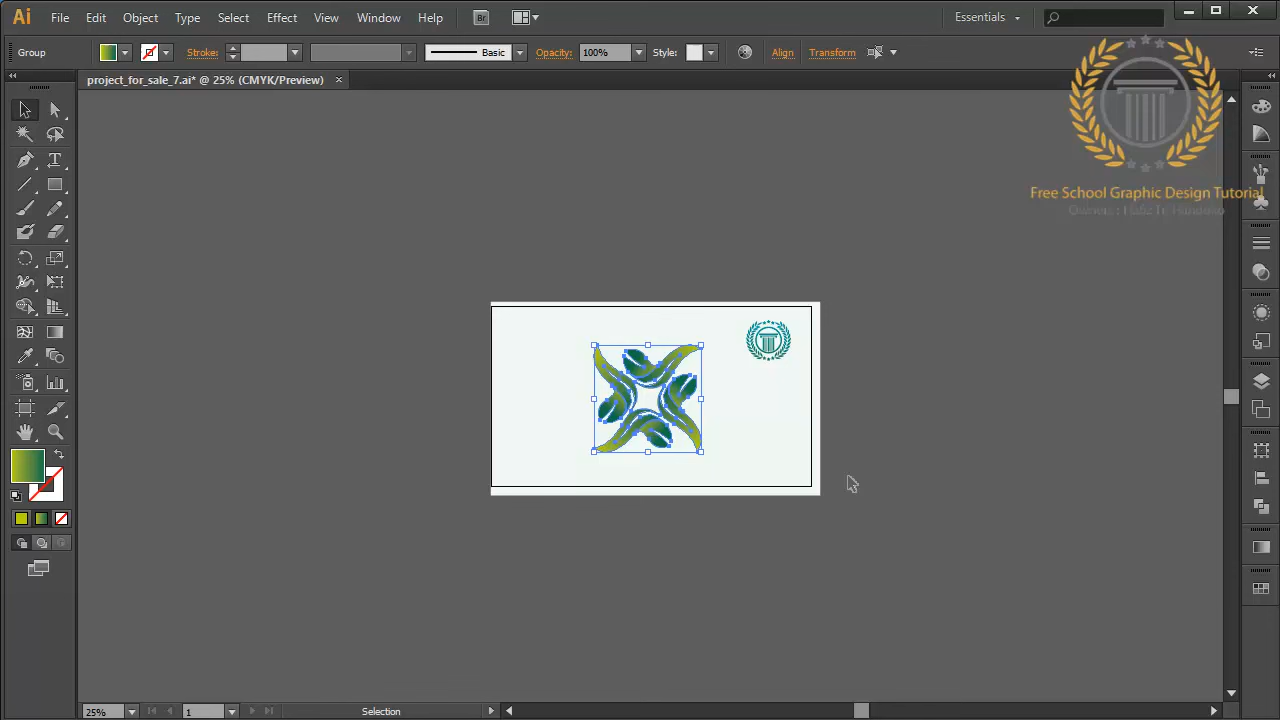 Ai File Edit Object Type Select Effect View Window Help Br Essentials
Group Stroke: Basic Opacity: 100% Style: Align Transform
project_for_sale_7.ai* @ 25% (CMYK/Preview)
Free School Graphic Design Tutorial
25% 1 Selection